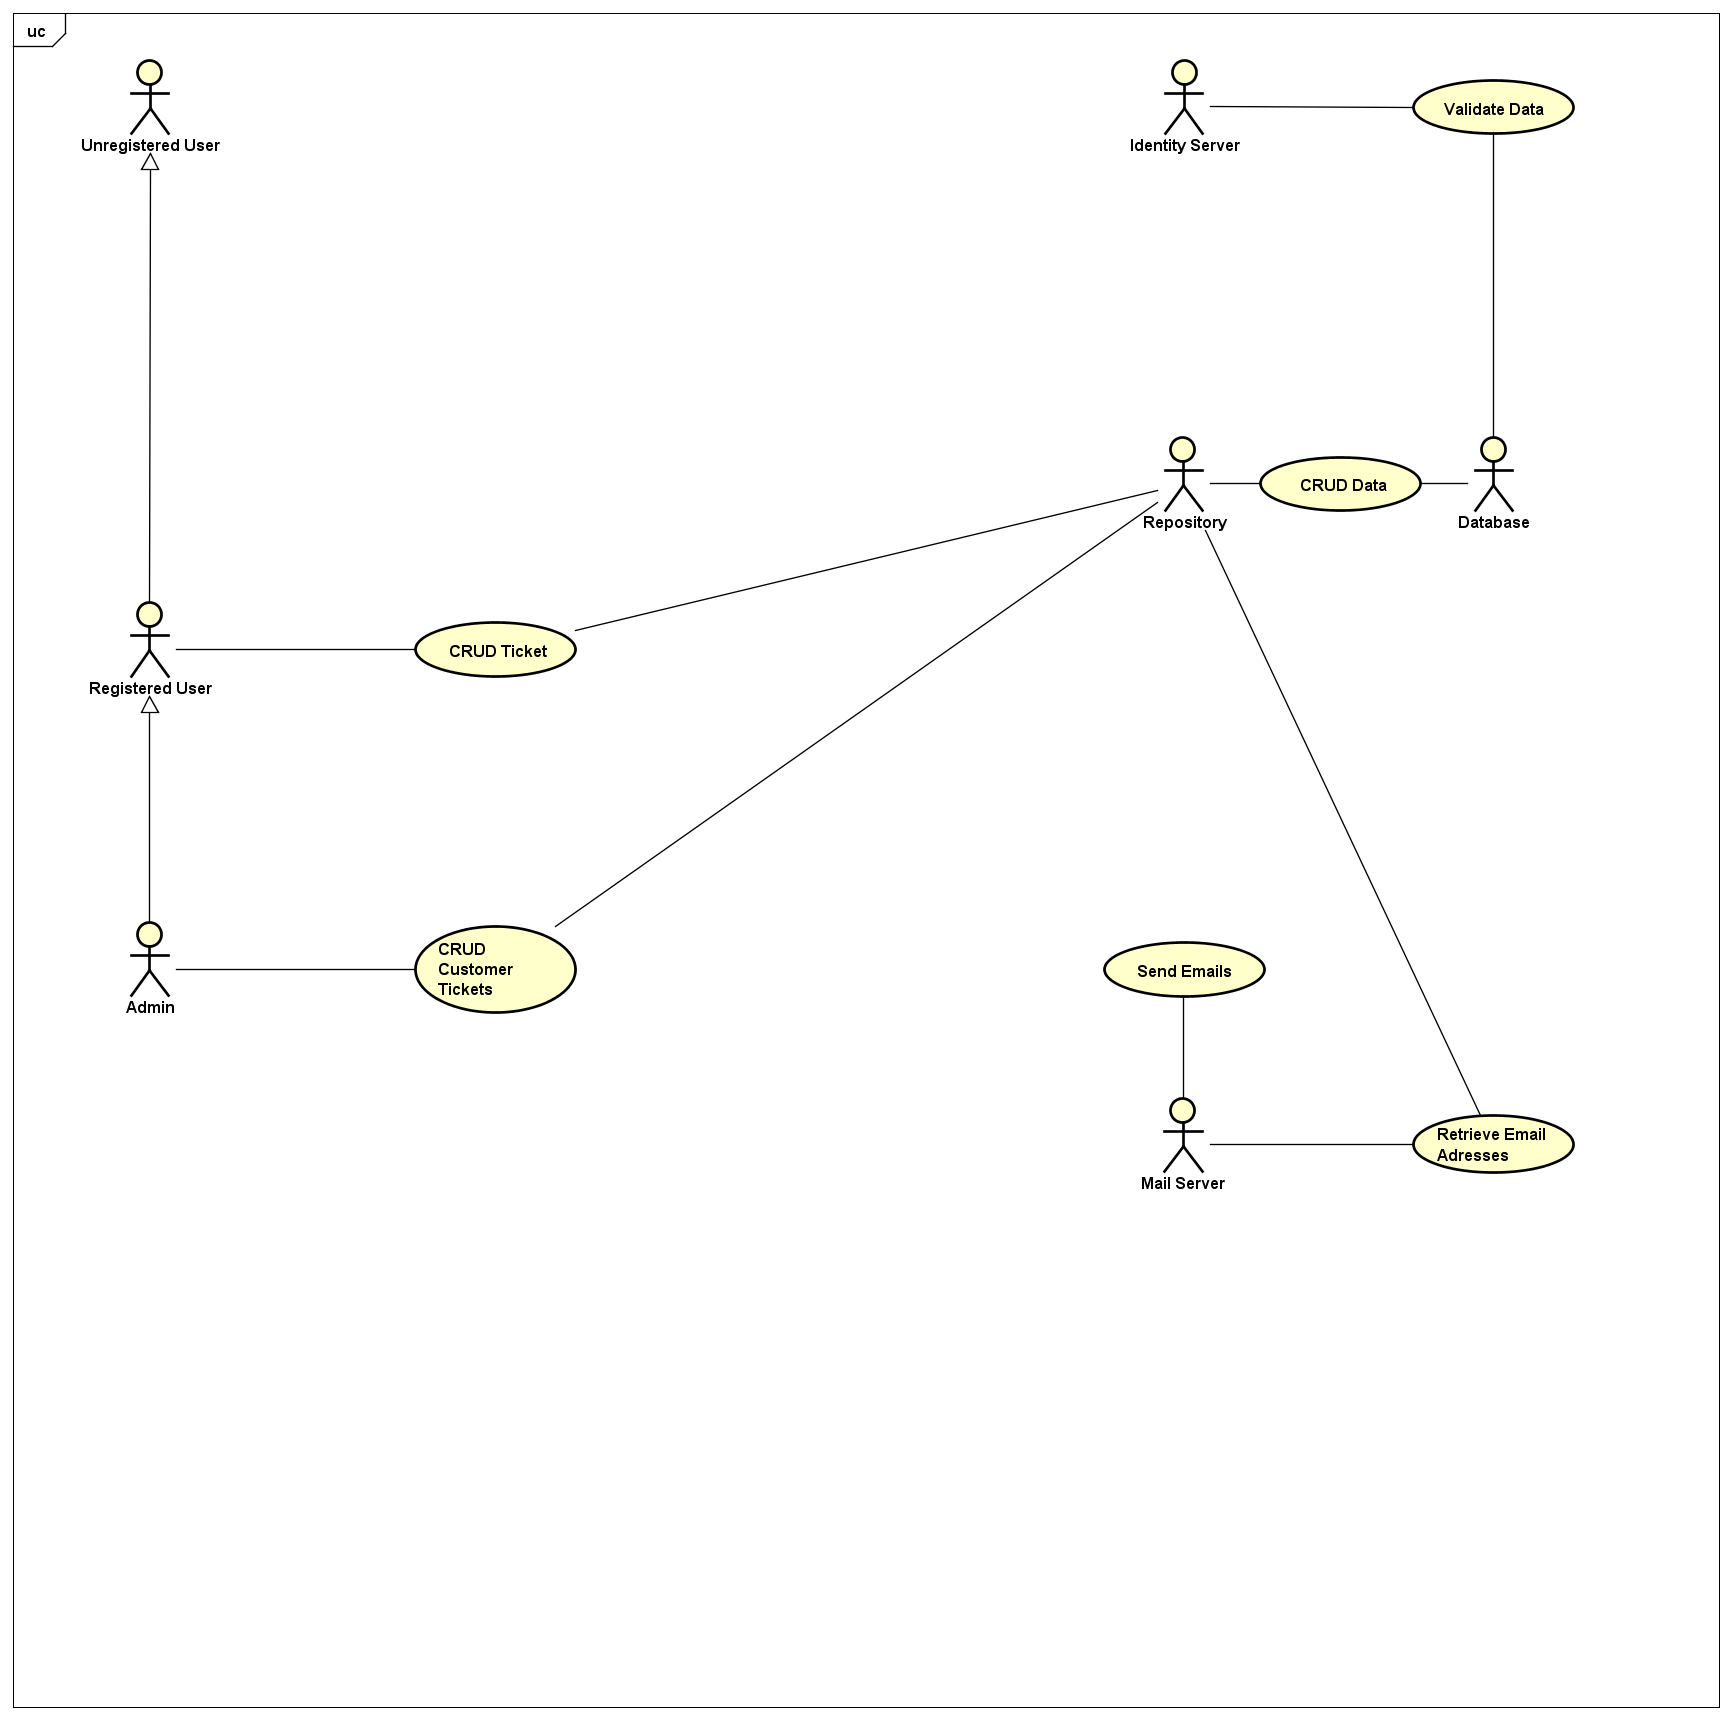 uc
Unregistered User
Identity Server
Validate Data
Repository
CRUD Data
Database
Registered User
CRUD Ticket
Admin
CRUD
Customer
Tickets
Send Emails
Mail Server
Retrieve Email
Adresses